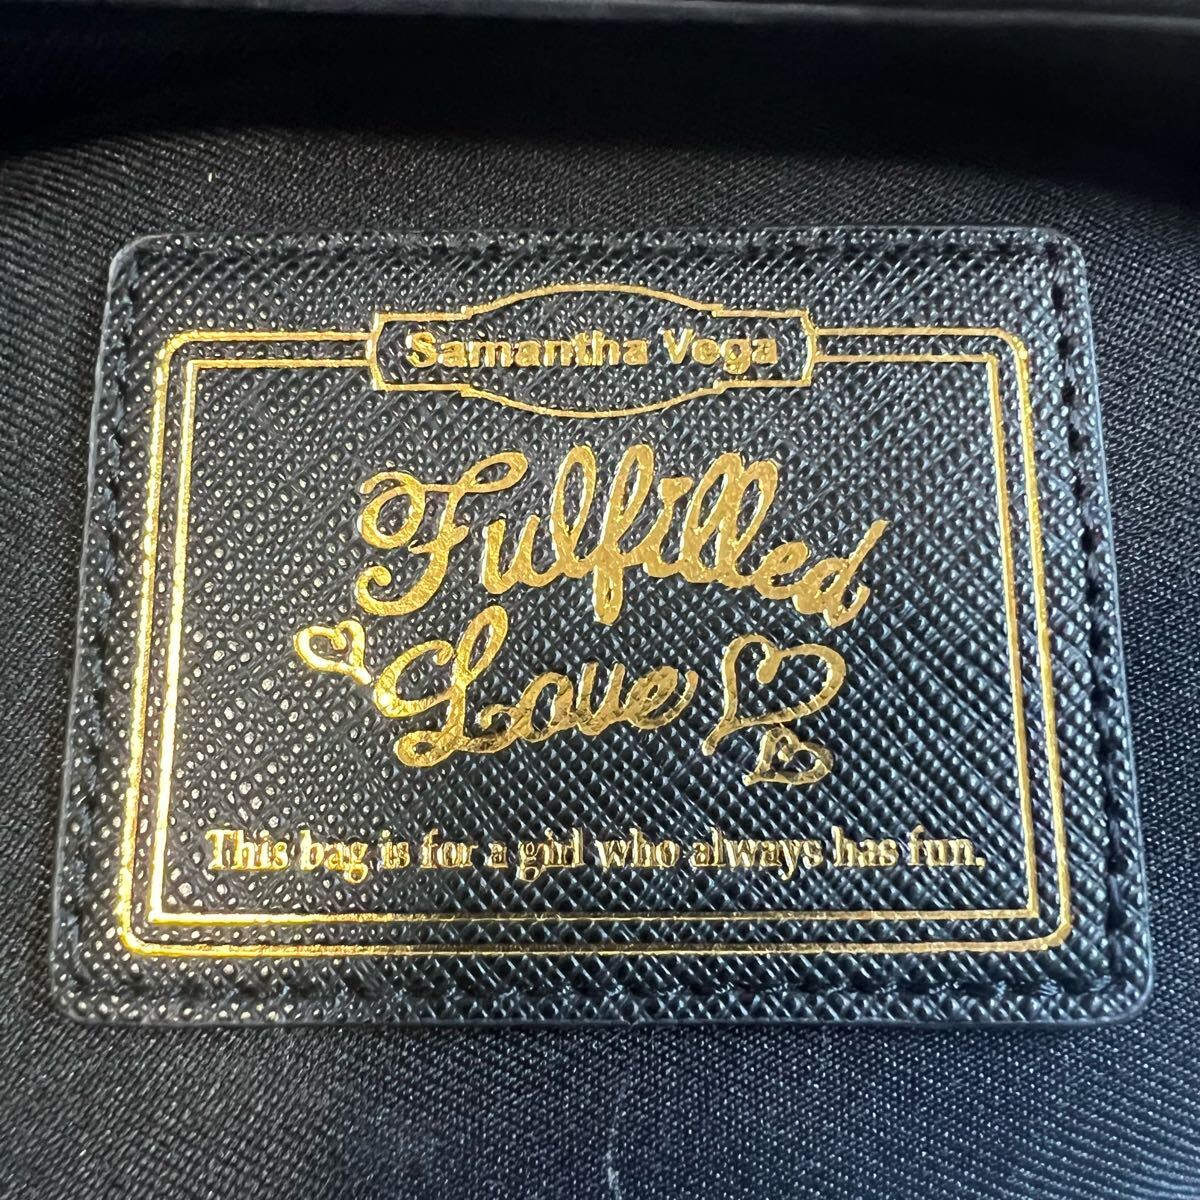 Samantha Vega
Fulfilled
Love
This bag is for a girl who always has fun.